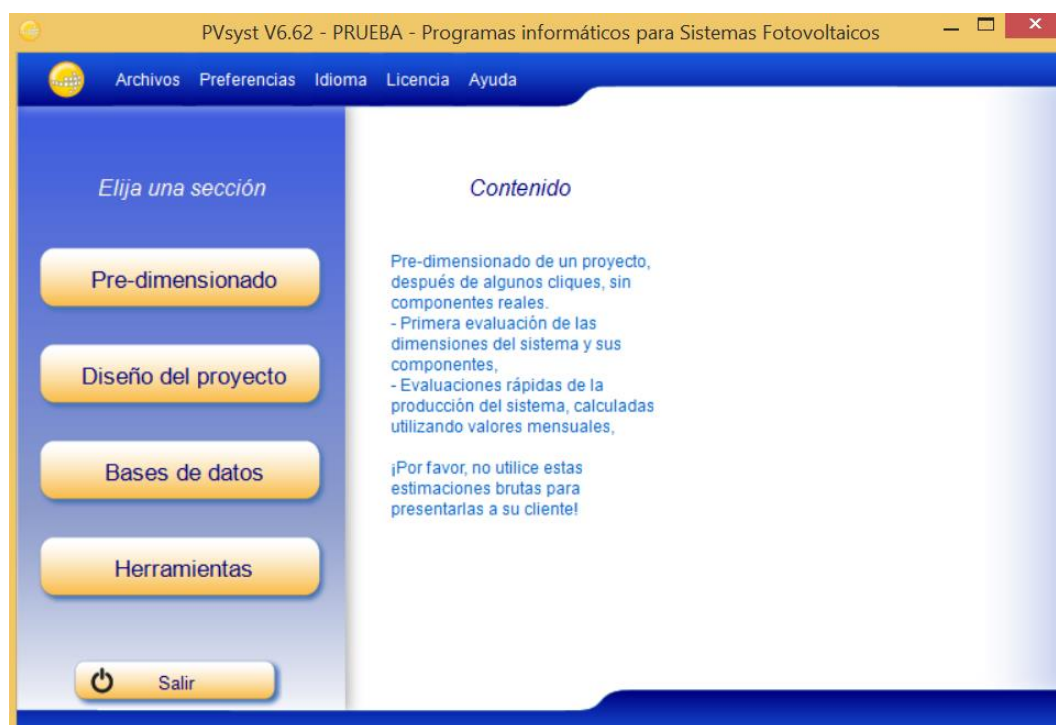 PVsyst V6.62 - PRUEBA - Programas informáticos para Sistemas Fotovoltaicos
Archivos Preferencias Idioma Licencia Ayuda
Elija una sección
Pre-dimensionado
Diseño del proyecto
Bases de datos
Herramientas
Salir
Contenido
Pre-dimensionado de un proyecto,
después de algunos cliques, sin
componentes reales.
- Primera evaluación de las
dimensiones del sistema y sus
componentes,
- Evaluaciones rápidas de la
producción del sistema, calculadas
utilizando valores mensuales,
¡Por favor, no utilice estas
estimaciones brutas para
presentarlas a su cliente!